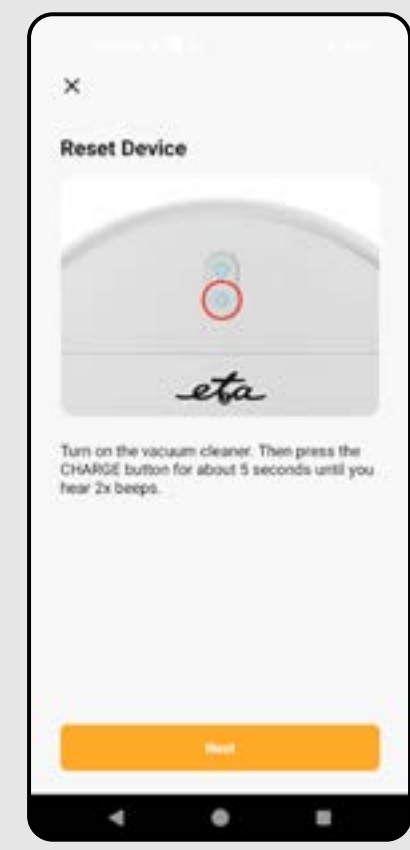 Reset Device
eta
Turn on the vacuum cleaner. Then press the
CHARGE button for about 5 seconds until you
hear 2x beeps.
Next